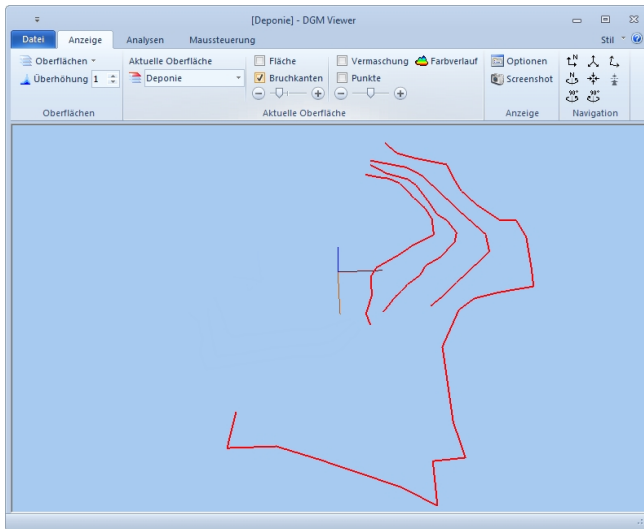 [Deponie] - DGM Viewer
Datei Anzeige Analysen Maussteuerung Stil
Oberflächen Aktuelle Oberfläche Fläche Vermaschung Farbverlauf Optionen
Überhöhung 1 Deponie Bruchkanten Punkte Screenshot
Oberflächen Aktuelle Oberfläche Anzeige Navigation